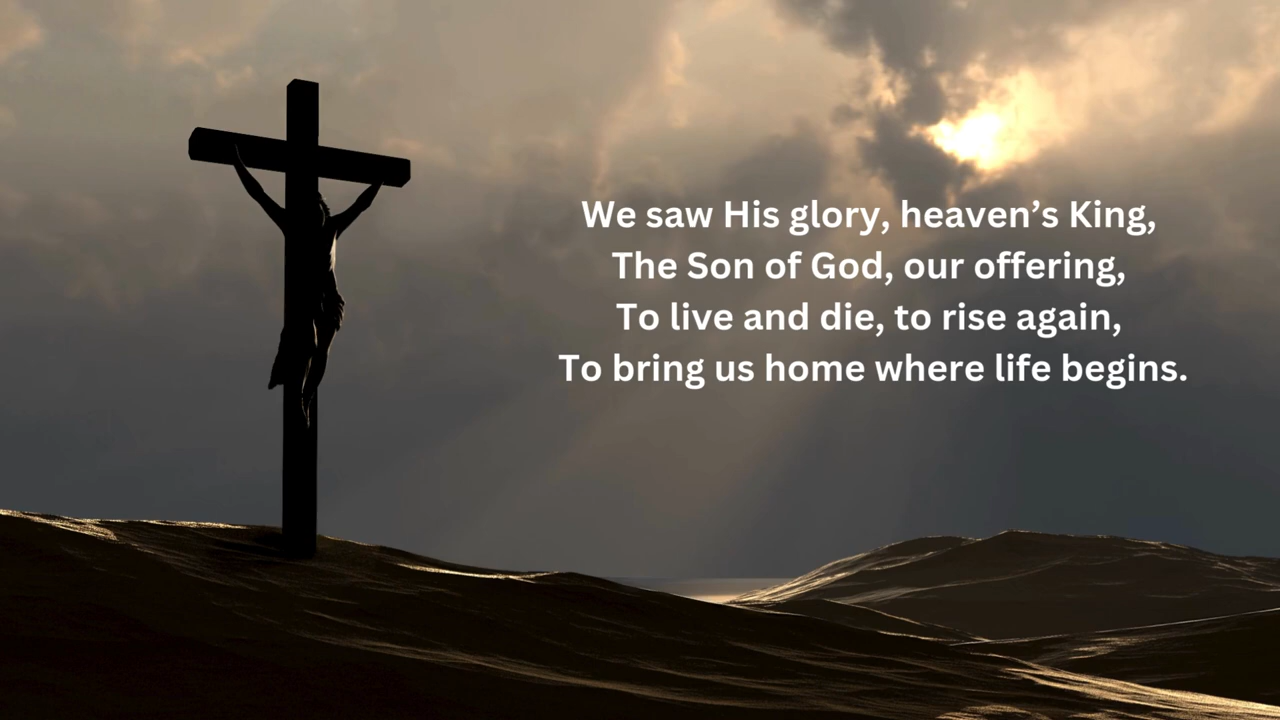 We saw His glory, heaven’s King,
The Son of God, our offering,
To live and die, to rise again,
To bring us home where life begins.